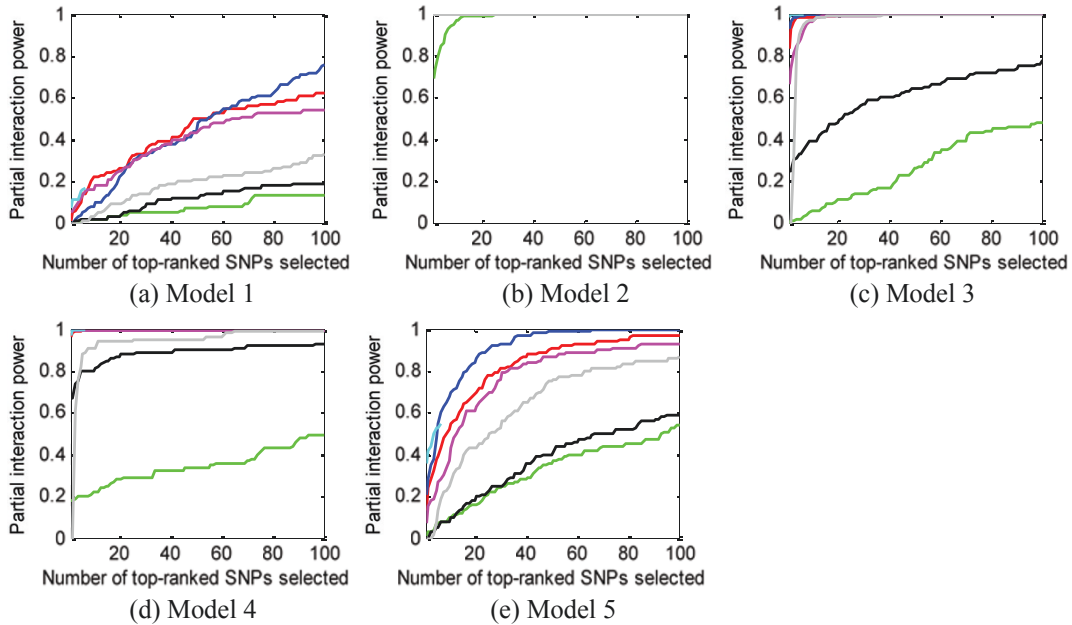 1
0.8
0.6
0.4
0.2
0
Partial interaction power
20 40 60 80 100
Number of top-ranked SNPs selected
(a) Model 1
1
0.8
0.6
0.4
0.2
0
Partial interaction power
20 40 60 80 100
Number of top-ranked SNPs selected
(b) Model 2
1
0.8
0.6
0.4
0.2
0
Partial interaction power
20 40 60 80 100
Number of top-ranked SNPs selected
(c) Model 3
1
0.8
0.6
0.4
0.2
0
Partial interaction power
20 40 60 80 100
Number of top-ranked SNPs selected
(d) Model 4
1
0.8
0.6
0.4
0.2
0
Partial interaction power
20 40 60 80 100
Number of top-ranked SNPs selected
(e) Model 5